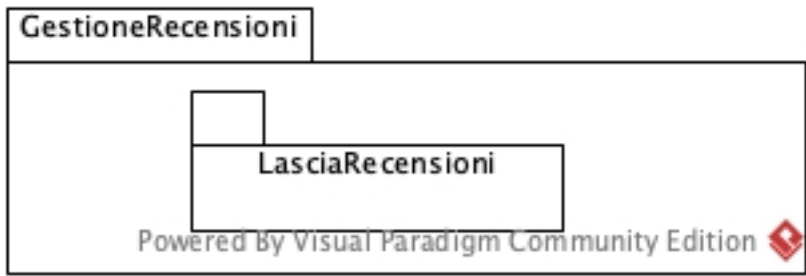 GestioneRecensioni
LasciaRecensioni
Powered By Visual Paradigm Community Edition